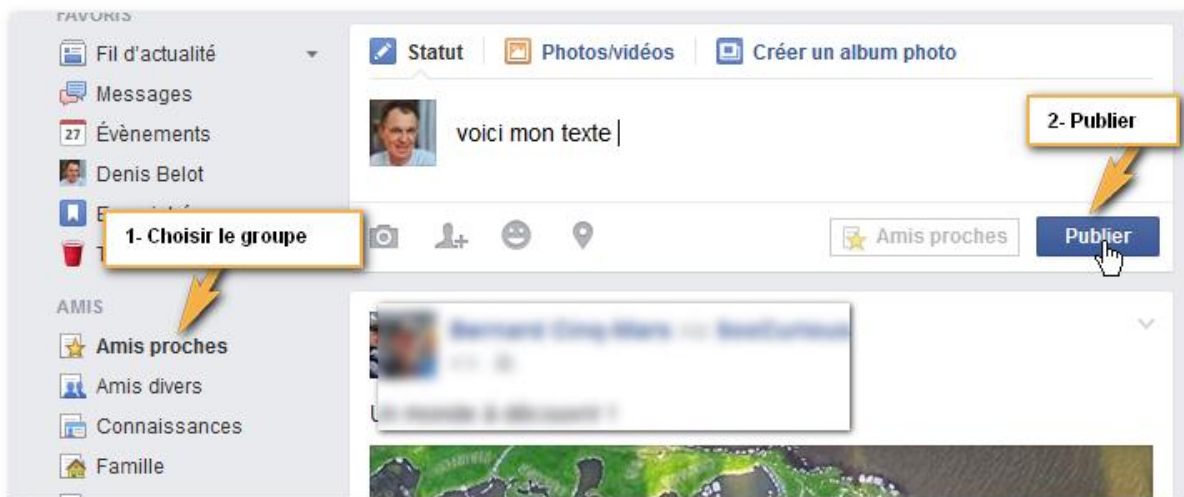 FAVORIS
Fil d'actualité
Messages
27 Évènements
Denis Belot
1- Choisir le groupe
AMIS
Amis proches
Amis divers
Connaissances
Famille
Statut Photos/vidéos Créer un album photo
voici mon texte
2- Publier
Amis proches Publier